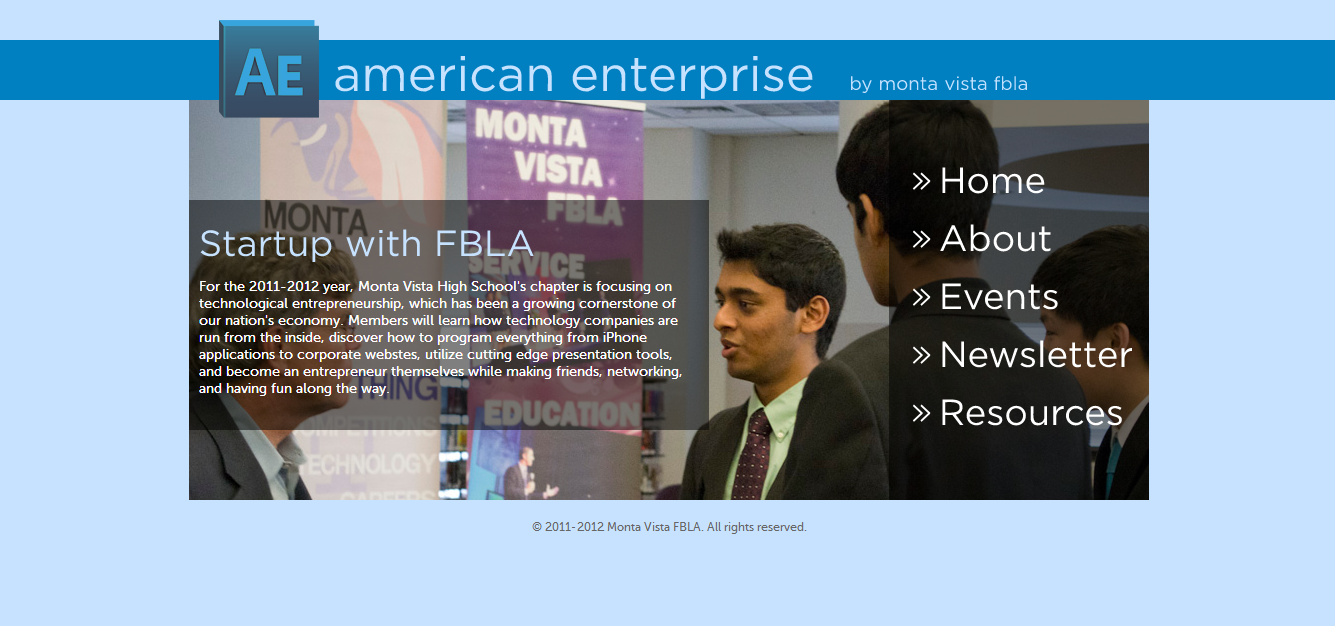 AE
american enterprise by monta vista fbla
MONTA
VISTA
FBLA
MONTA
» Home
Startup with FBLA
» About
SERVICE
For the 2011-2012 year, Monta Vista High School's chapter is focusing on
technological entrepreneurship, which has been a growing cornerstone of
» Events
our nation's economy. Members will learn how technology companies are
run from the inside, discover how to program everything from iPhone
applications to corporate webstes, utilize cutting edge presentation tools,
» Newsletter
and become an entrepreneur themselves while making friends, networking,
and having fun along the way.
THING
EDUCATION
» Resources
COMPETITIONS
TECHNOLOGY
CAREERS
© 2011-2012 Monta Vista FBLA. All rights reserved.